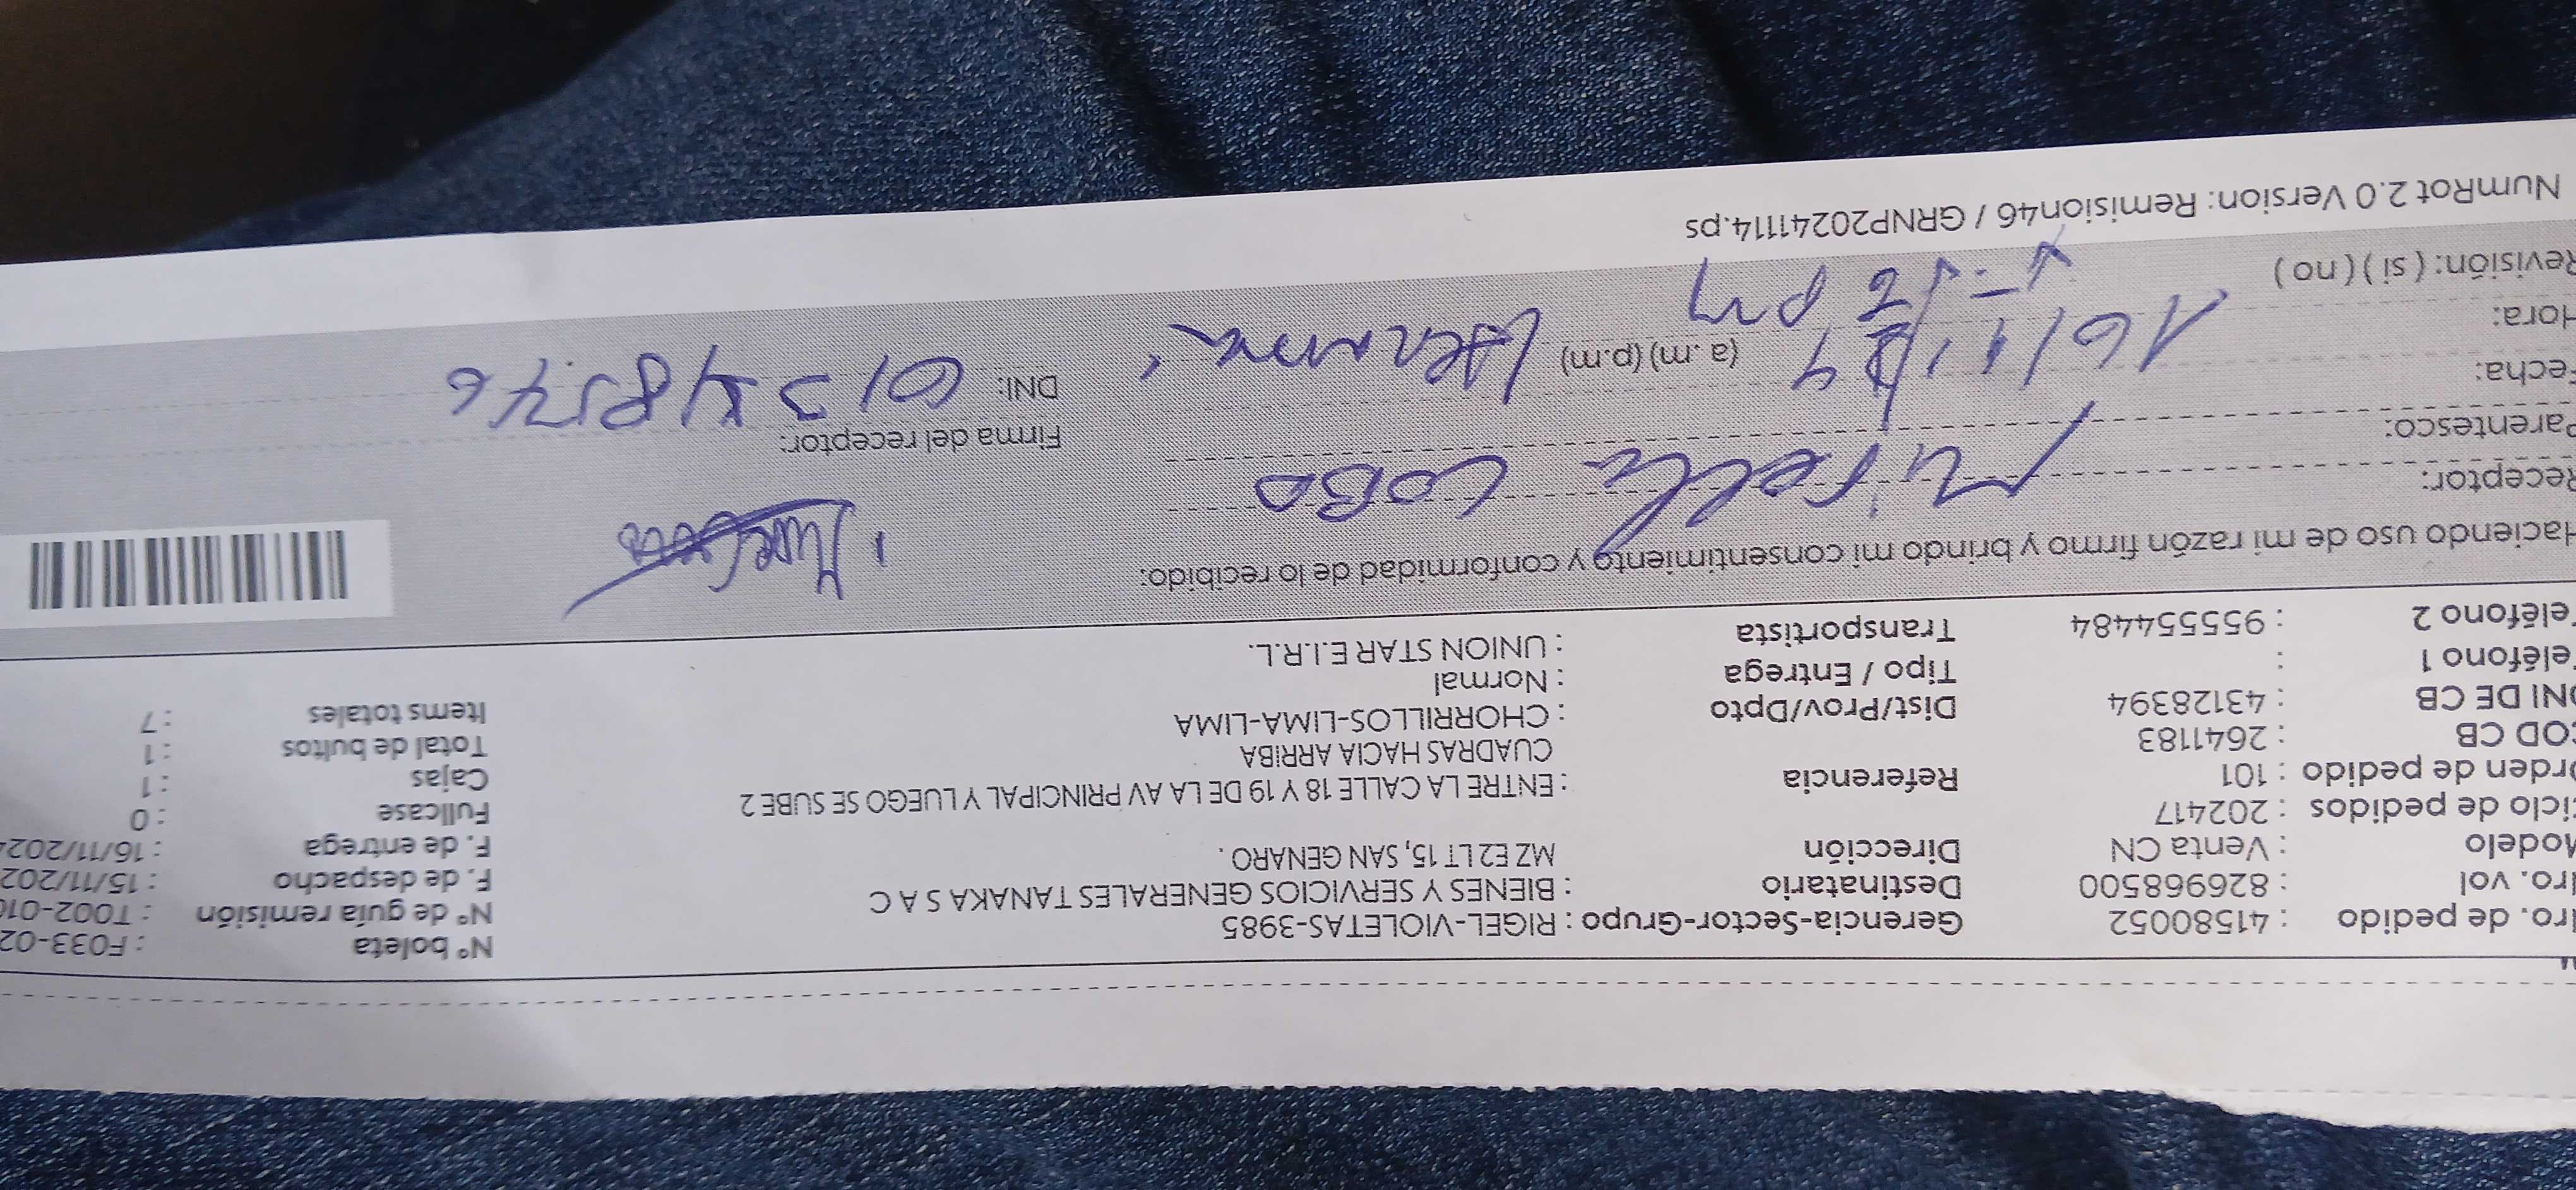 Nro. de pedido : 41580052 Gerencia-Sector-Grupo : RIGEL-VIOLETAS-3985 N° boleta : F033-02
Nro. vol : 826968500 Destinatario : BIENES Y SERVICIOS GENERALES TANAKA S A C N° de guía remisión : T002-010
Modelo : Venta CN Dirección MZ E2 LT 15, SAN GENARO . F. de despacho : 15/11/202
Ciclo de pedidos : 202417 F. de entrega : 16/11/2024
Orden de pedido : 101 Referencia : ENTRE LA CALLE 18 Y 19 DE LA AV PRINCIPAL Y LUEGO SE SUBE 2 Fullcase : 0
COD CB : 2641183 CUADRAS HACIA ARRIBA Cajas : 1
DNI DE CB : 43128394 Dist/Prov/Dpto : CHORRILLOS-LIMA-LIMA Total de bultos : 1
Teléfono 1 : Tipo / Entrega : Normal Items totales : 7
Teléfono 2 : 955554484 Transportista : UNION STAR E.I.R.L.
Haciendo uso de mi razón firmo y brindo mi consentimiento y conformidad de lo recibido:
Receptor: Mirella COBO
Parentesco: Firma del receptor:
Fecha: 16/11/24 Hermana DNI:
Hora: pm (a.m) (p.m)
Revisión: ( si ) ( no )
NumRot 2.0 Version: Remision46 / GRNP20241114.ps